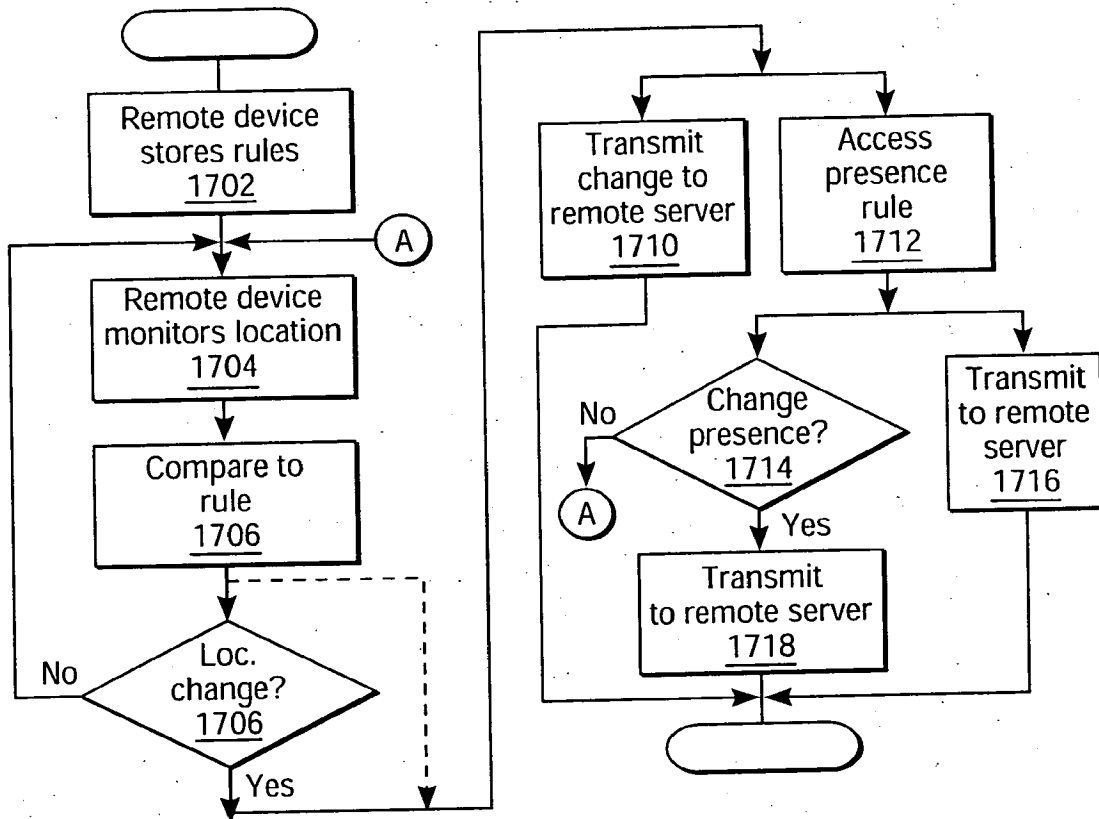 Remote device
stores rules
1702
A
Remote device
monitors location
1704
Compare to
rule
1706
Loc.
change?
1706
No
Yes
Transmit
change to
remote server
1710
Access
presence
rule
1712
Change
presence?
1714
No
A
Yes
Transmit
to remote
server
1716
Transmit
to remote server
1718